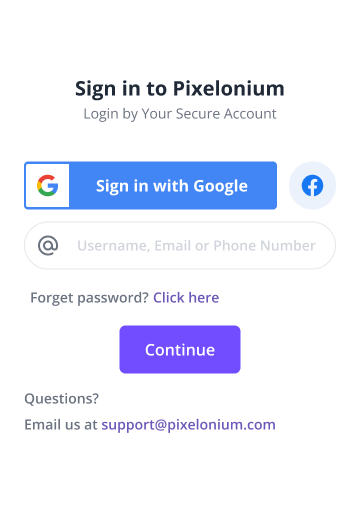 Sign in to Pixelonium
Login by Your Secure Account
Sign in with Google
Username, Email or Phone Number
Forget password? Click here
Continue
Questions?
Email us at support@pixelonium.com